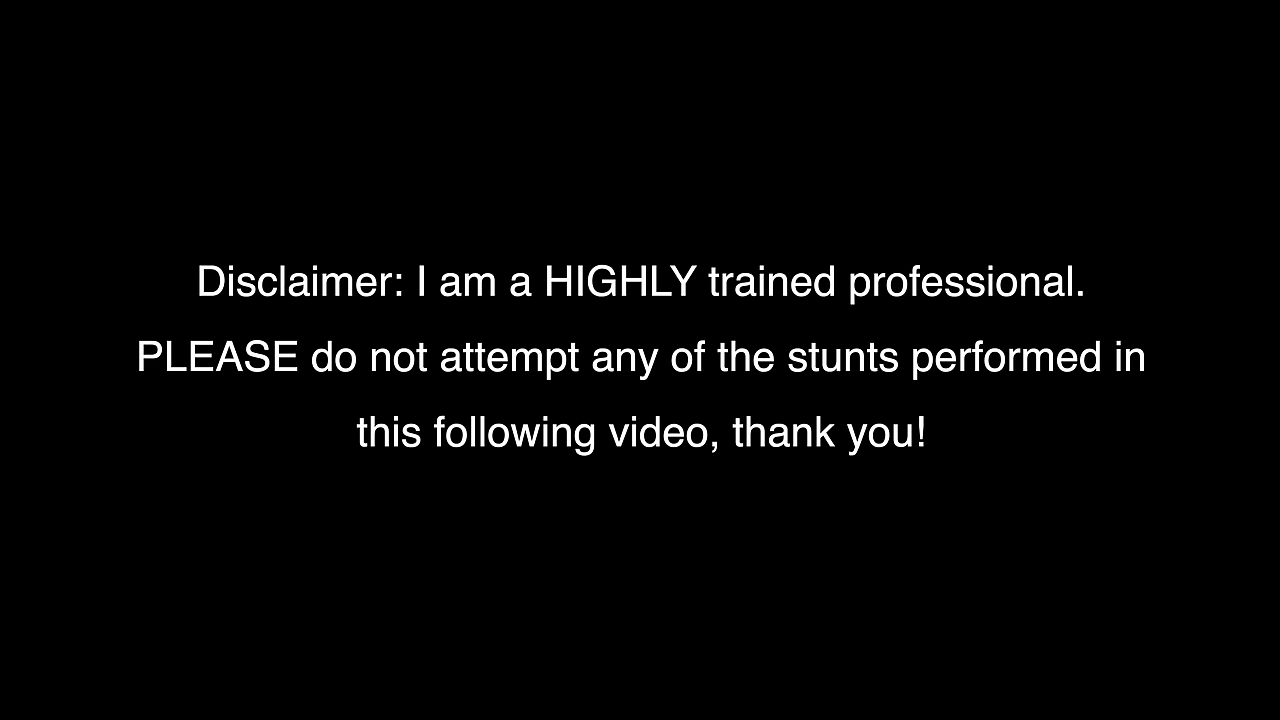 Disclaimer: I am a HIGHLY trained professional.
PLEASE do not attempt any of the stunts performed in
this following video, thank you!